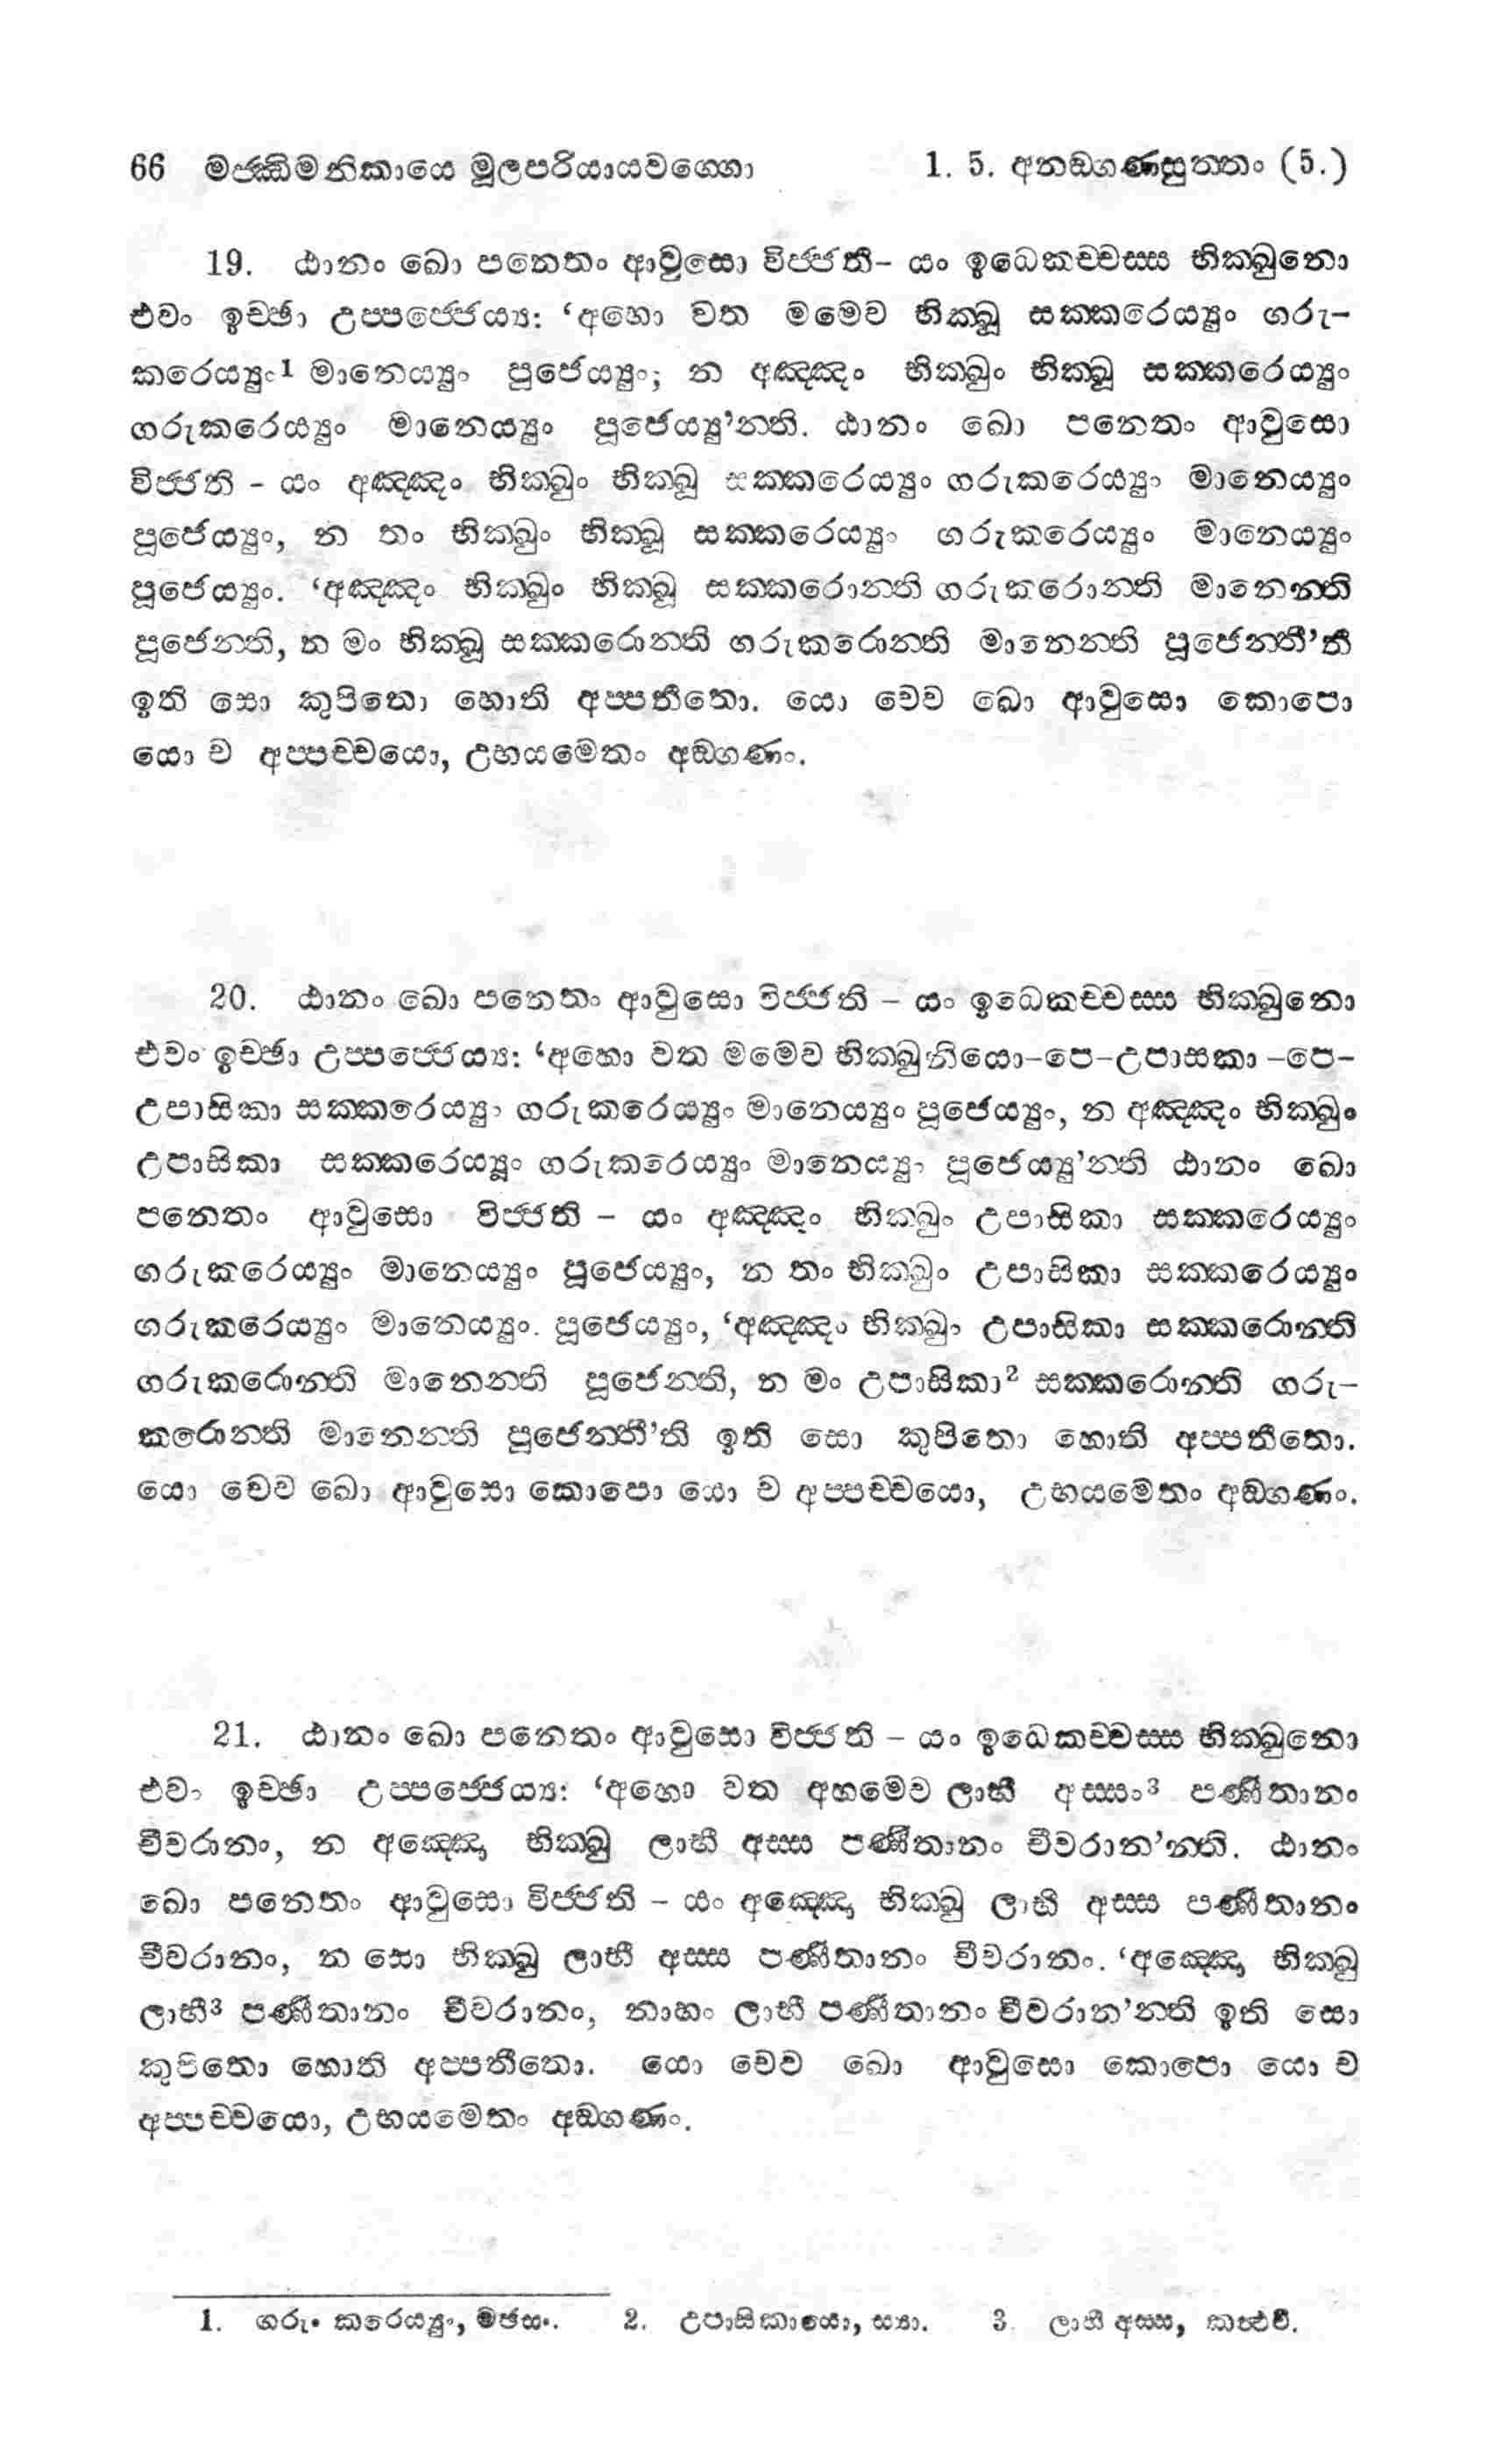 66 මජ්ඣිමනිකායෙ මූලපරියායවග්ගො 1. 5. අනඞ්ගණසුත්තං (5.)
19. ඨානං ඛො පනෙතං ආවුසො විජ්ජති- යං ඉධෙකච්චස්ස භික්ඛුනො
එවං ඉච්ඡා උප්පජ්ජෙය්‍ය: ‘අහො වත මමෙව භික්ඛූ සක්කරෙය්‍යුං ගරු-
කරෙය්‍යුං1 මානෙය්‍යුං පූජෙය්‍යුං; න අඤ්ඤං භික්ඛුං භික්ඛූ සක්කරෙය්‍යුං
ගරුකරෙය්‍යුං මානෙය්‍යුං පූජෙය්‍යු’න්ති. ඨානං ඛො පනෙතං ආවුසො
විජ්ජති - යං අඤ්ඤං භික්ඛුං භික්ඛූ සක්කරෙය්‍යුං ගරුකරෙය්‍යුං මානෙය්‍යුං
පූජෙය්‍යුං, න තං භික්ඛුං භික්ඛූ සක්කරෙය්‍යුං ගරුකරෙය්‍යුං මානෙය්‍යුං
පූජෙය්‍යුං. ‘අඤ්ඤං භික්ඛුං භික්ඛූ සක්කරොන්ති ගරුකරොන්ති මානෙන්ති
පූජෙන්ති, න මං භික්ඛූ සක්කරොන්ති ගරුකරොන්ති මානෙන්ති පූජෙන්තී’ති
ඉති සො කුපිතො හොති අප්පතීතො. යො චෙව ඛො ආවුසො කොපො
යො ච අප්පච්චයො, උභයමෙතං අඞ්ගණං.
20. ඨානං ඛො පනෙතං ආවුසො විජ්ජති - යං ඉධෙකච්චස්ස භික්ඛුනො
එවං ඉච්ඡා උප්පජ්ජෙය්‍ය: ‘අහො වත මමෙව භික්ඛුනියො-පෙ-උපාසකා -පෙ-
උපාසිකා සක්කරෙය්‍යුං ගරුකරෙය්‍යුං මානෙය්‍යුං පූජෙය්‍යුං, න අඤ්ඤං භික්ඛුං
උපාසිකා සක්කරෙය්‍යූං ගරුකරෙය්‍යුං මානෙය්‍යුං පූජෙය්‍යු’න්ති ඨානං ඛො
පනෙතං ආවුසො විජ්ජති - යං අඤ්ඤං භික්ඛුං උපාසිකා සක්කරෙය්‍යුං
ගරුකරෙය්‍යුං මානෙය්‍යුං පූජෙය්‍යුං, න තං භික්ඛුං උපාසිකා සක්කරෙය්‍යුං
ගරුකරෙය්‍යුං මානෙය්‍යුං. පූජෙය්‍යුං, ‘අඤ්ඤං භික්ඛුං උපාසිකා සක්කරොන්ති
ගරුකරොන්ති මානෙන්ති පූජෙන්ති, න මං උපාසිකා2 සක්කරොන්ති ගරු-
කරොන්ති මානෙන්ති පූජෙන්තී’ති ඉති සො කුපිතො හොති අප්පතීතො.
යො චෙව ඛො ආවුසො කොපො යො ච අප්පච්චයො, උභයමෙතං අඞ්ගණං.
21. ඨානං ඛො පනෙතං ආවුසො විජ්ජති - යං ඉධෙකච්චස්ස භික්ඛුනො
එවං ඉච්ඡා උප්පජ්ජෙය්‍ය: ‘අහො වත අහමෙව ලාභී අස්සං3 පණීතානං
චීවරානං, න අඤ්ඤො භික්ඛු ලාභී අස්ස පණීතානං චීවරාන’න්ති. ඨානං
ඛො පනෙතං ආවුසො විජ්ජති - යං අඤ්ඤො භික්ඛු ලාභී අස්ස පණීතානං
චීවරානං, න සො භික්ඛු ලාභී අස්ස පණීතානං චීවරානං. ‘අඤ්ඤො භික්ඛු
ලාභී3 පණීතානං චීවරානං, නාහං ලාභී පණීතානං චීවරාන’න්ති ඉති සො
කුපිතො හොති අප්පතීතො. යො චෙව ඛො ආවුසො කොපො යො ච
අප්පච්චයො, උභයමෙතං අඞ්ගණං.
1. ගරුං කරෙය්‍යුං, මඡසං. 2. උපාසිකායො, ස්‍යා. 3. ලාභී අස්ස, කත්‍ථචි.